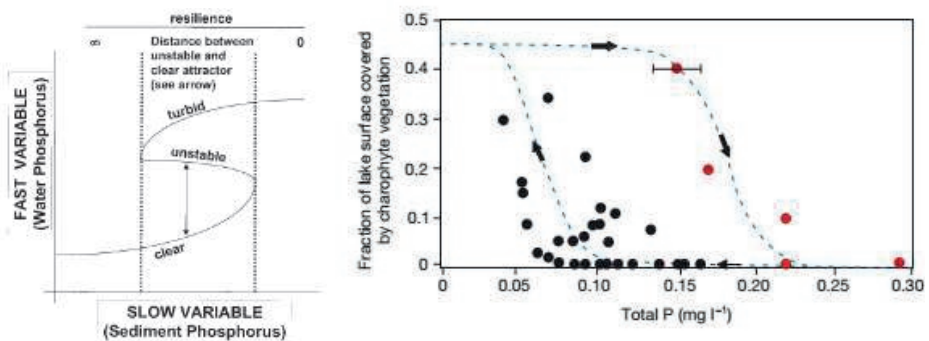 resilience
∞
0
Distance between
unstable and
clear attractor
(see arrow)
turbid
unstable
clear
FAST VARIABLE
(Water Phosphorus)
SLOW VARIABLE
(Sediment Phosphorus)
0.5
0.4
0.3
0.2
0.1
0
Fraction of lake surface covered
by charophyte vegetation
0
0.05
0.10
0.15
0.20
0.25
0.30
Total P (mg l⁻¹)